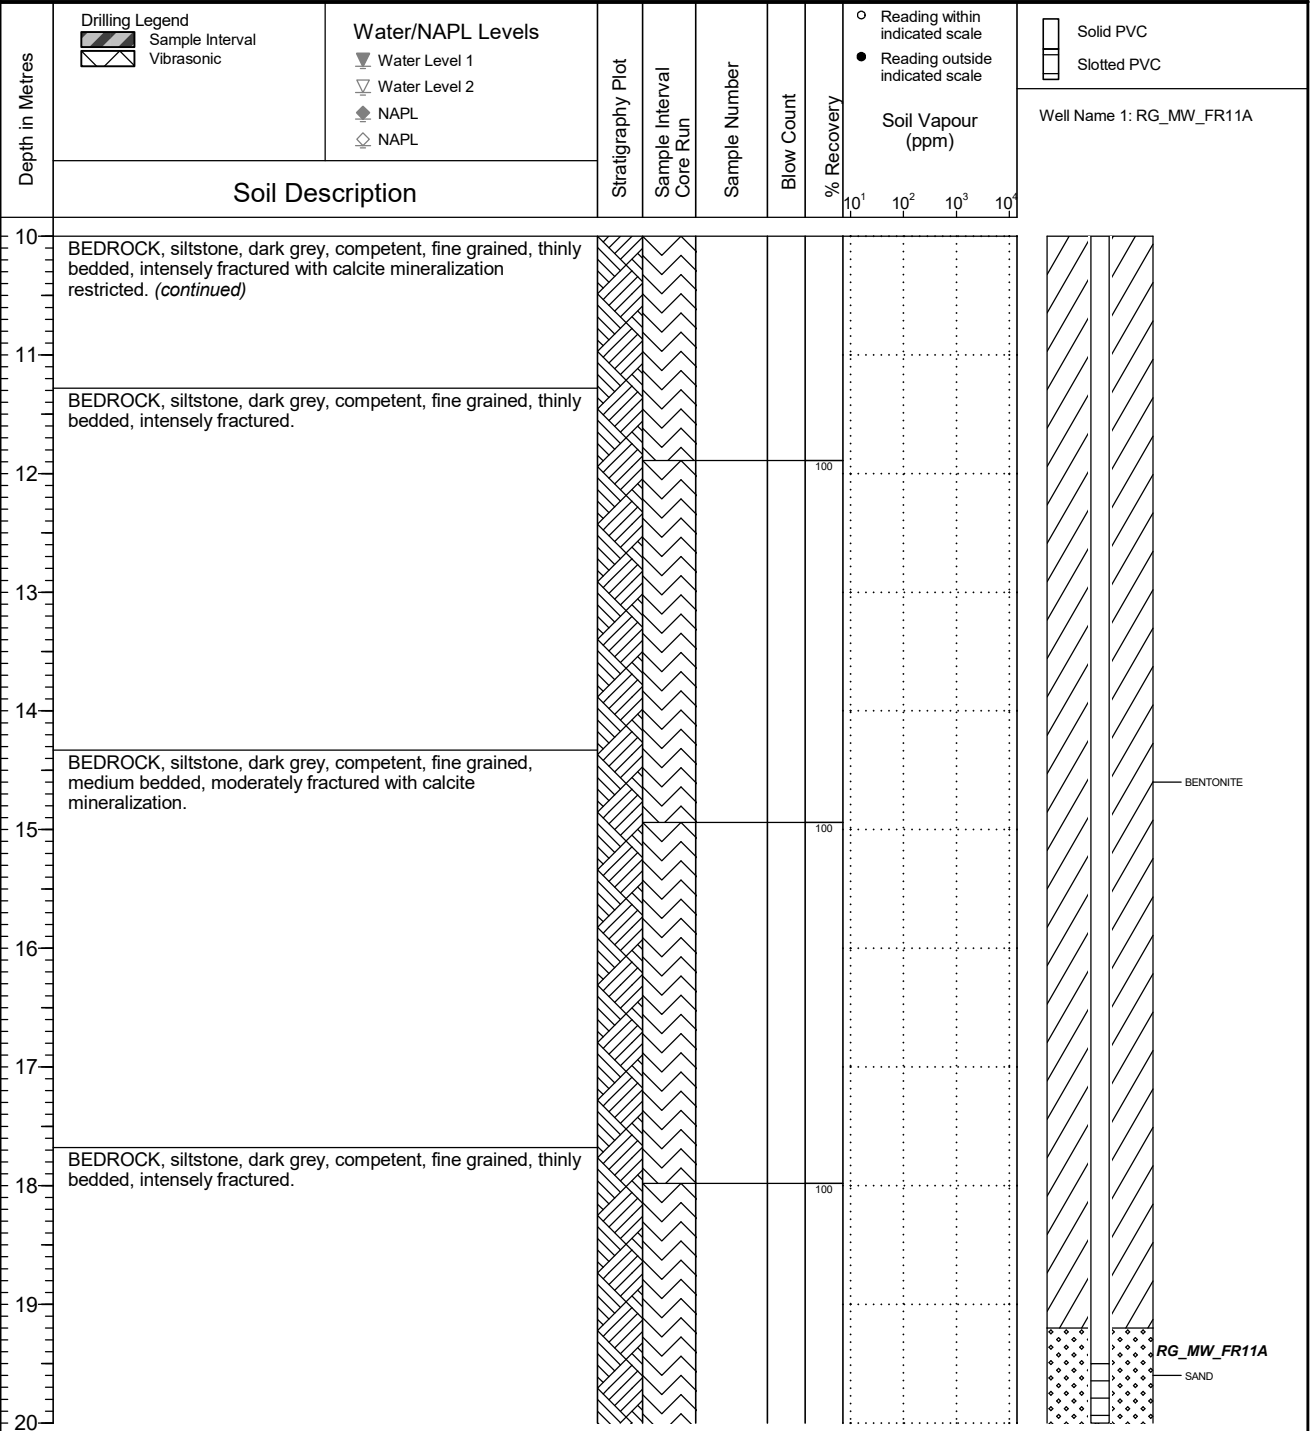 Depth in Metres
Drilling Legend
Sample Interval
Vibrasonic
Water/NAPL Levels
Water Level 1
Water Level 2
NAPL
NAPL
Soil Description
Stratigraphy Plot
Sample Interval
Core Run
Sample Number
Blow Count
% Recovery
Reading within
indicated scale
Reading outside
indicated scale
Soil Vapour
(ppm)
10¹ 10² 10³ 10⁴
Solid PVC
Slotted PVC
Well Name 1: RG_MW_FR11A
10
BEDROCK, siltstone, dark grey, competent, fine grained, thinly
bedded, intensely fractured with calcite mineralization
restricted. (continued)
11
BEDROCK, siltstone, dark grey, competent, fine grained, thinly
bedded, intensely fractured.
12
100
13
14
BEDROCK, siltstone, dark grey, competent, fine grained,
medium bedded, moderately fractured with calcite
mineralization.
BENTONITE
15
100
16
17
BEDROCK, siltstone, dark grey, competent, fine grained, thinly
bedded, intensely fractured.
18
100
19
RG_MW_FR11A
SAND
20